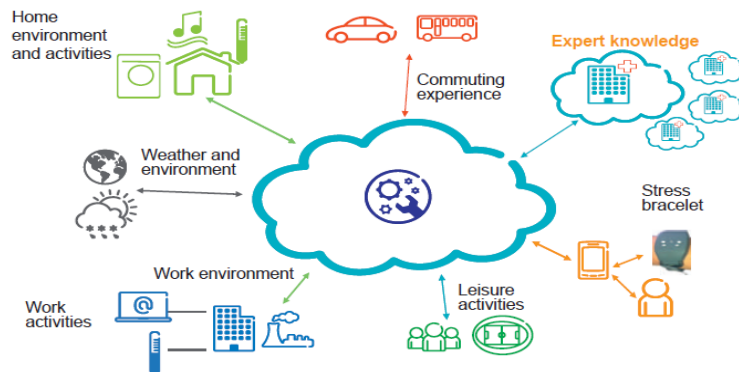 Home
environment
and activities
Commuting
experience
Expert knowledge
Weather and
environment
Stress
bracelet
Work environment
Work
activities
@
Leisure
activities